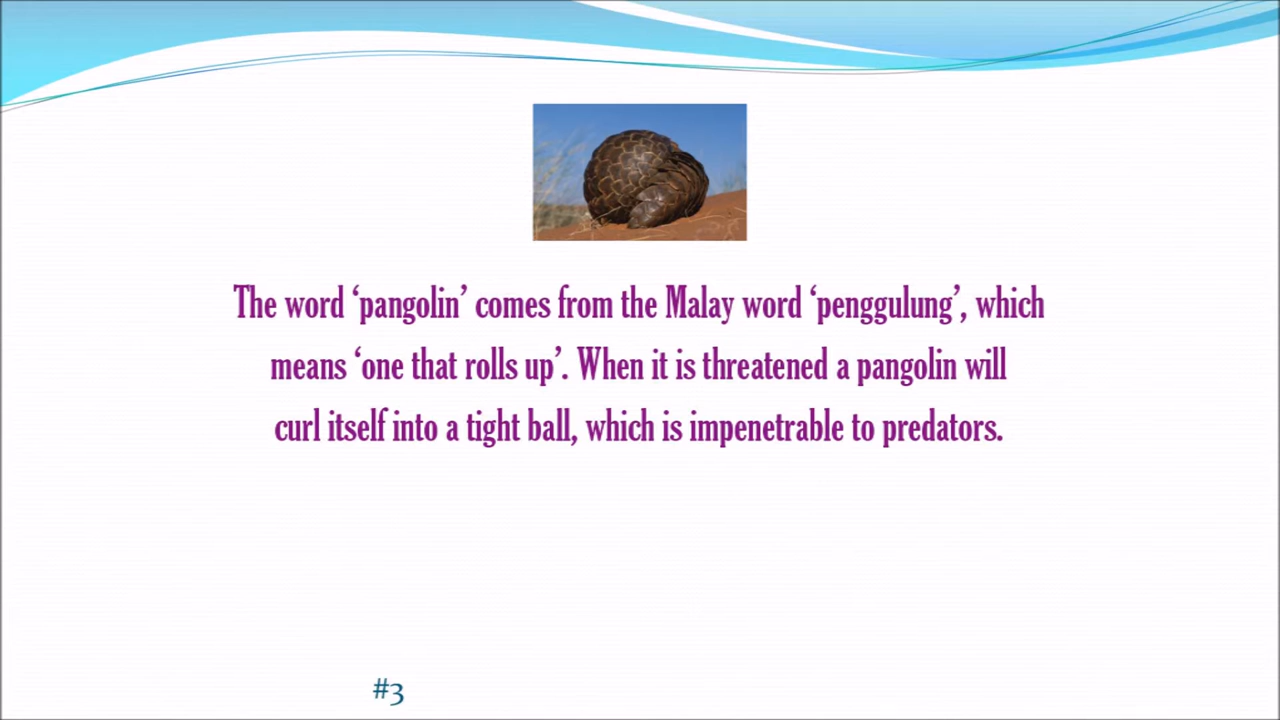 The word ‘pangolin’ comes from the Malay word ‘penggulung’, which
means ‘one that rolls up’. When it is threatened a pangolin will
curl itself into a tight ball, which is impenetrable to predators.
#3